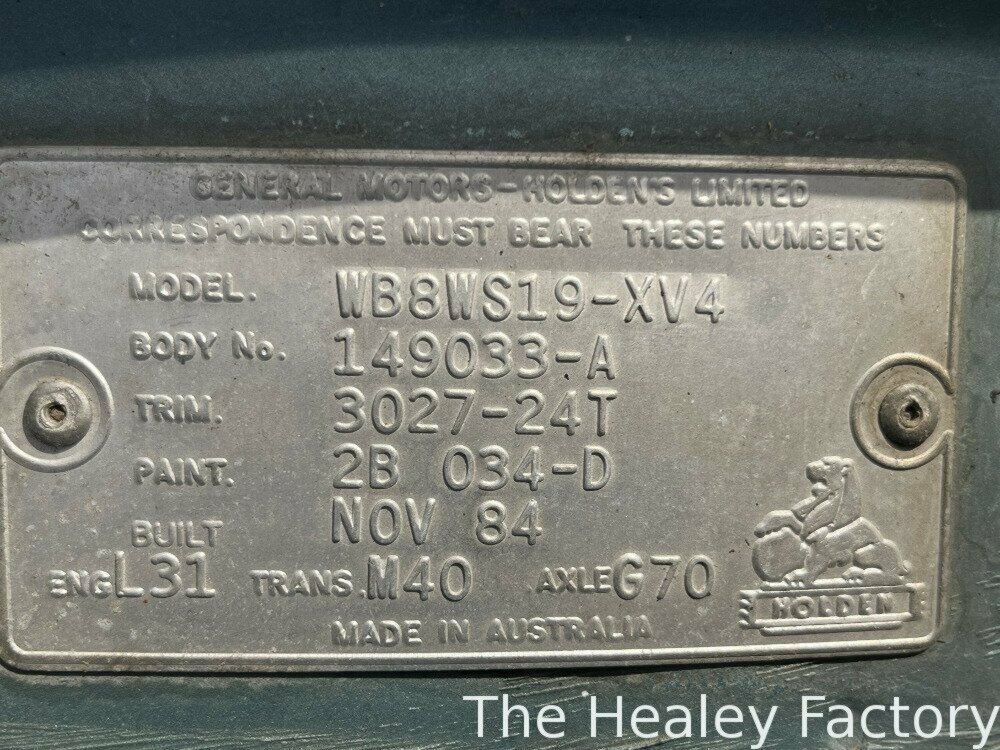 GENERAL MOTORS-HOLDEN'S LIMITED
CORRESPONDENCE MUST BEAR THESE NUMBERS
MODEL. WB8WS19-XV4
BODY No. 149033-A
TRIM. 3027-24T
PAINT. 2B 034-D
BUILT NOV 84
ENG L31 TRANS. M40 AXLE G70
HOLDEN
MADE IN AUSTRALIA
The Healey Factory